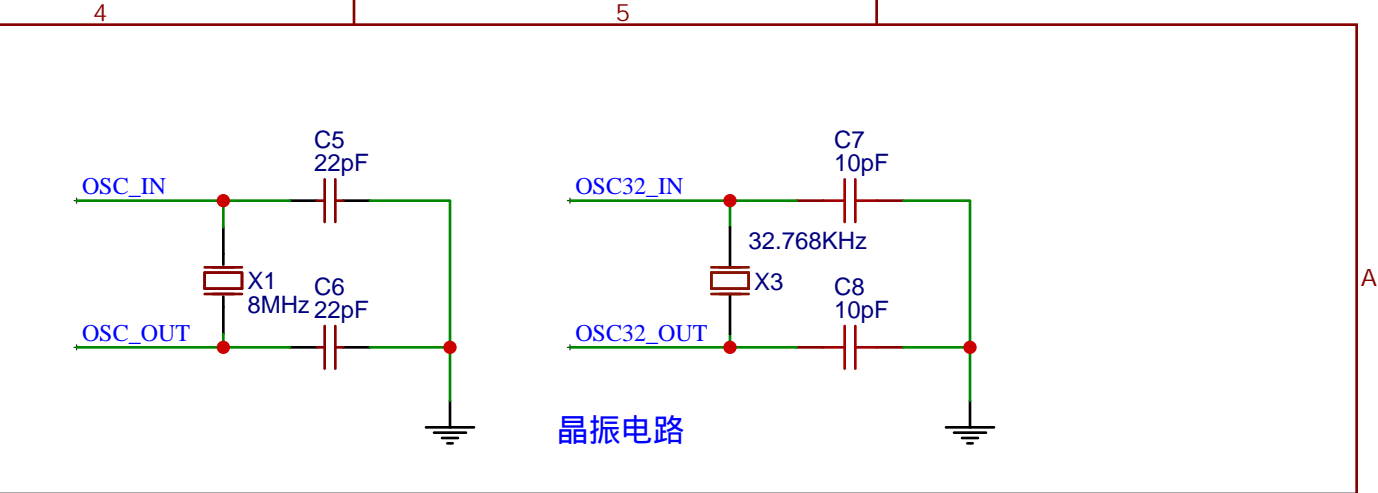 4
5
C5
22pF
OSC_IN
X1
8MHz
C6
22pF
OSC_OUT
C7
10pF
OSC32_IN
32.768KHz
X3
C8
10pF
OSC32_OUT
晶振电路
A